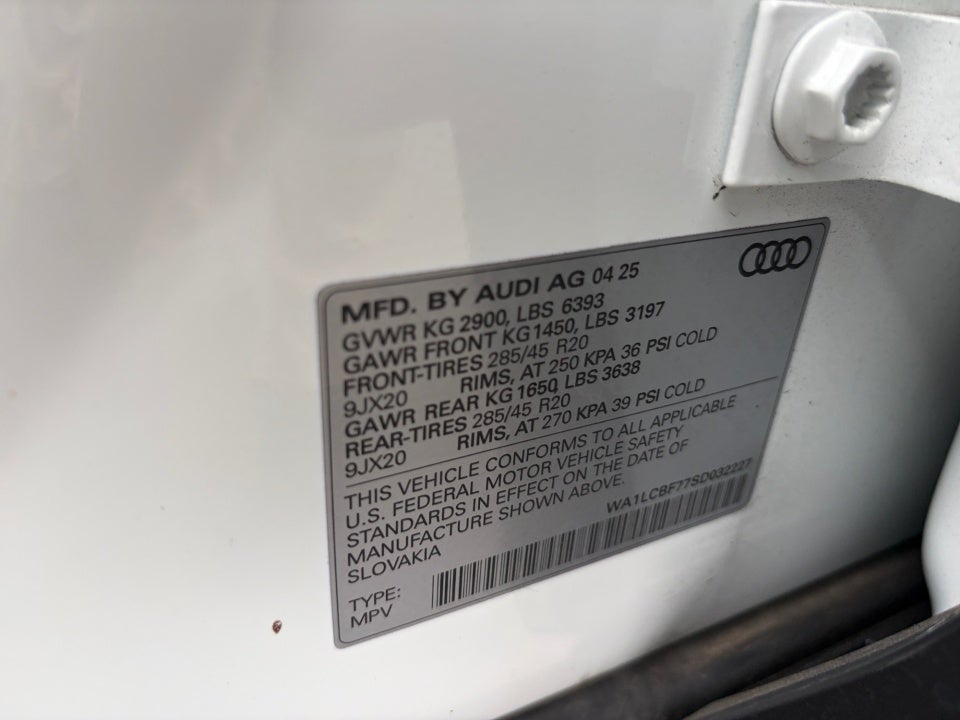 MFD. BY AUDI AG 04 25
GVWR KG 2900, LBS 6393
GAWR FRONT KG 1450, LBS 3197
FRONT-TIRES 285/45 R20
9JX20 RIMS, AT 250 KPA 36 PSI COLD
GAWR REAR KG 1650, LBS 3638
REAR-TIRES 285/45 R20
9JX20 RIMS, AT 270 KPA 39 PSI COLD
THIS VEHICLE CONFORMS TO ALL APPLICABLE
U.S. FEDERAL MOTOR VEHICLE SAFETY
STANDARDS IN EFFECT ON THE DATE OF
MANUFACTURE SHOWN ABOVE.
SLOVAKIA
WA1LCBF77SD032227
TYPE:
MPV